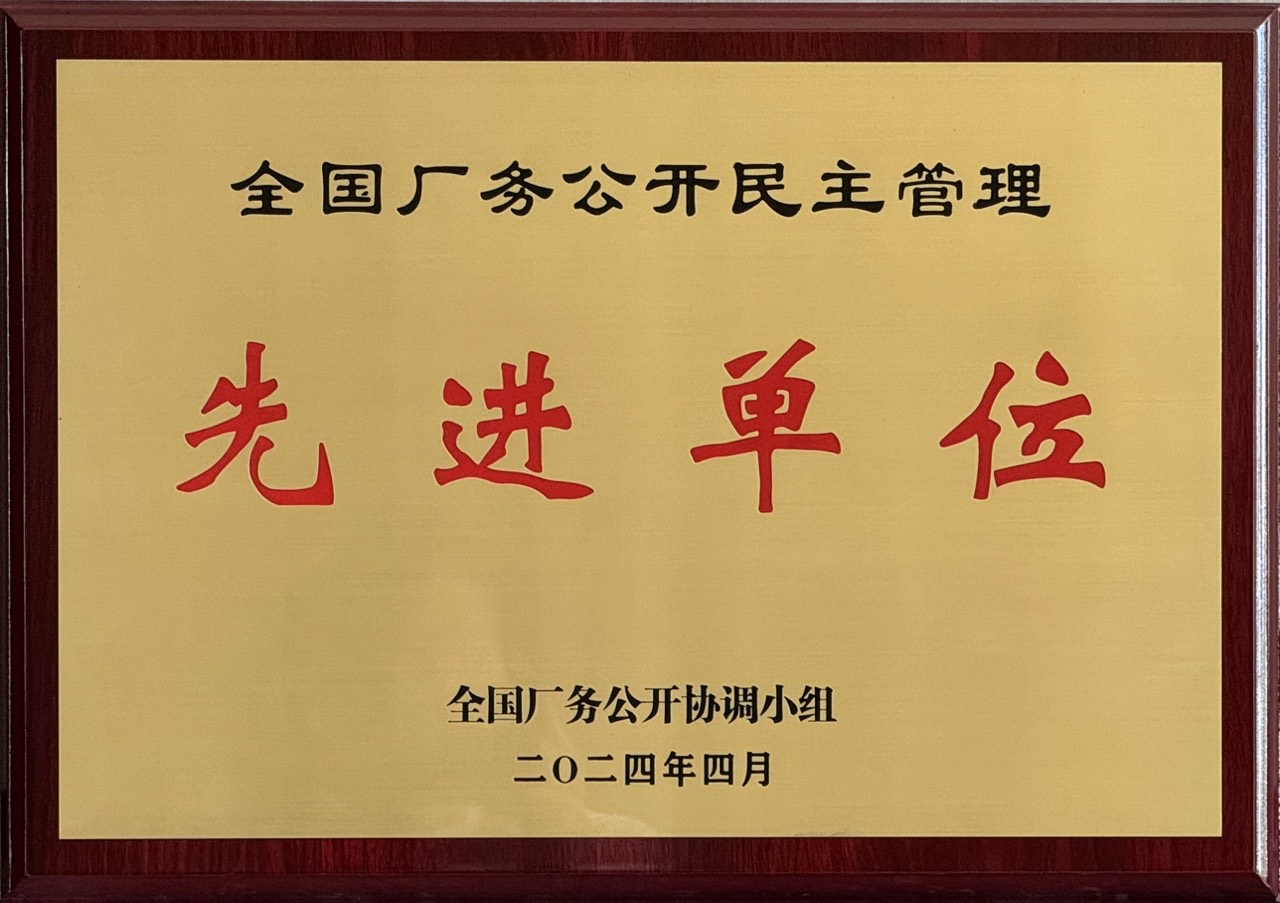 全国厂务公开民主管理
先进单位
全国厂务公开协调小组
二〇二四年四月